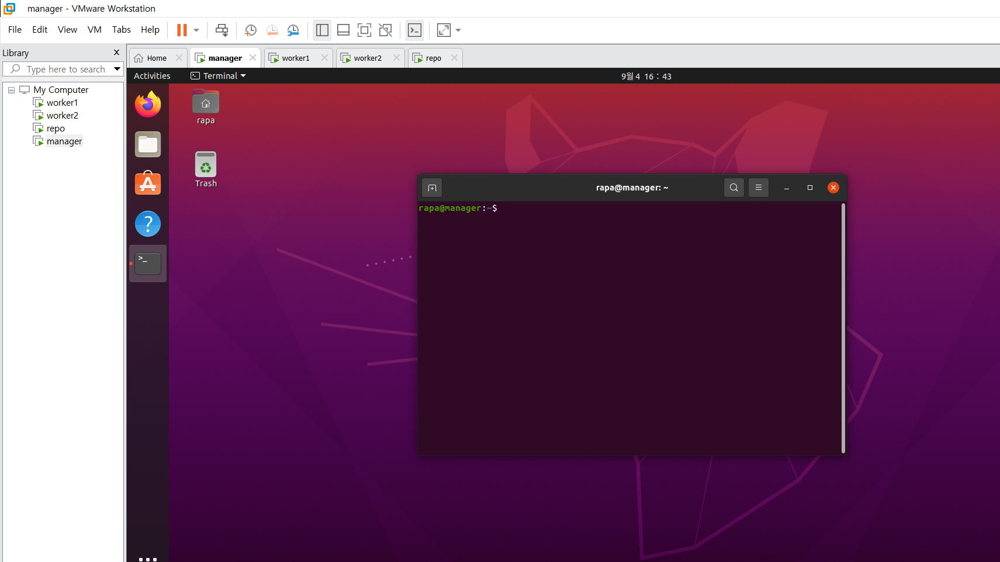 manager - VMware Workstation
File Edit View VM Tabs Help
Library
Type here to search
My Computer
worker1
worker2
repo
manager
Home manager worker1 worker2 repo
Activities Terminal 9월 4 16 : 43
rapa
Trash
rapa@manager: ~
rapa@manager:~$